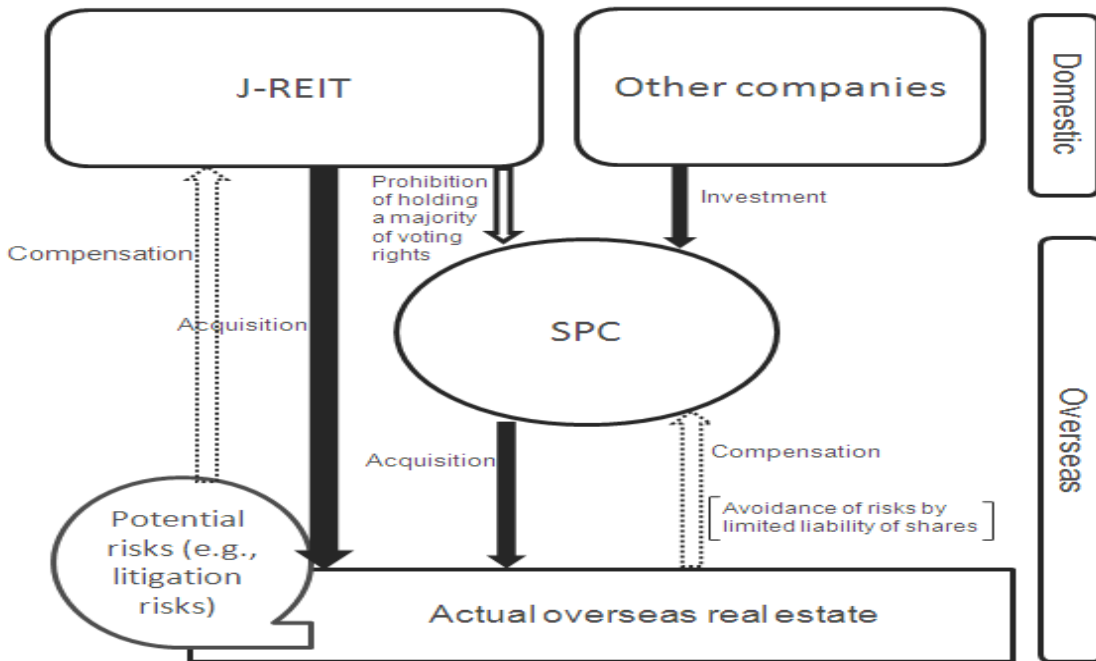 J-REIT
Other companies
Domestic
Prohibition
of holding
a majority
of voting
rights
Investment
Compensation
Acquisition
SPC
Overseas
Acquisition
Compensation
Avoidance of risks by
limited liability of shares
Potential
risks (e.g.,
litigation
risks)
Actual overseas real estate